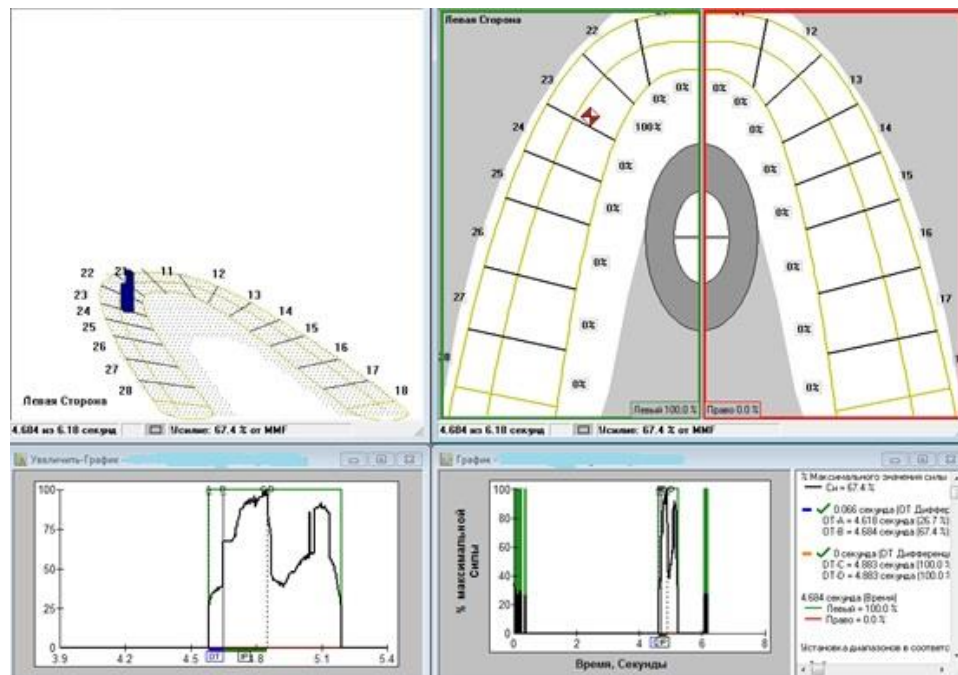 Левая Сторона
12
23
13
24
14
25
15
26
16
27
17
0%
0%
0%
0%
100%
0%
0%
0%
0%
0%
0%
0%
0%
0%
0%
0%
Левый 100.0 %
Право 0.0 %
22
21
11
12
23
13
24
14
25
15
26
16
27
17
28
18
Левая Сторона
4.684 из 6.18 секунд
Усилие: 67.4 % от MMF
4.684 из 6.18 секунд
Усилие: 67.4 % от MMF
Увеличить-График -
100
75
50
25
0
3.9
4.2
4.5
4.8
5.1
5.4
DT
График -
% максимальной
Силы
100
80
60
40
20
0
0
2
4
6
8
Время, Секунды
% Максимального значения силы
Си = 67.4 %
0.066 секунда (DT Диффер
DT-A = 4.618 секунда (26.7 %)
DT-B = 4.684 секунда (67.4 %)
0 секунда (DT Дифференц
DT-C = 4.883 секунда (100.0 %
DT-D = 4.883 секунда (100.0 %
4.684 секунда (Время)
Левый = 100.0 %
Право = 0.0 %
Установка диапазонов в соответс